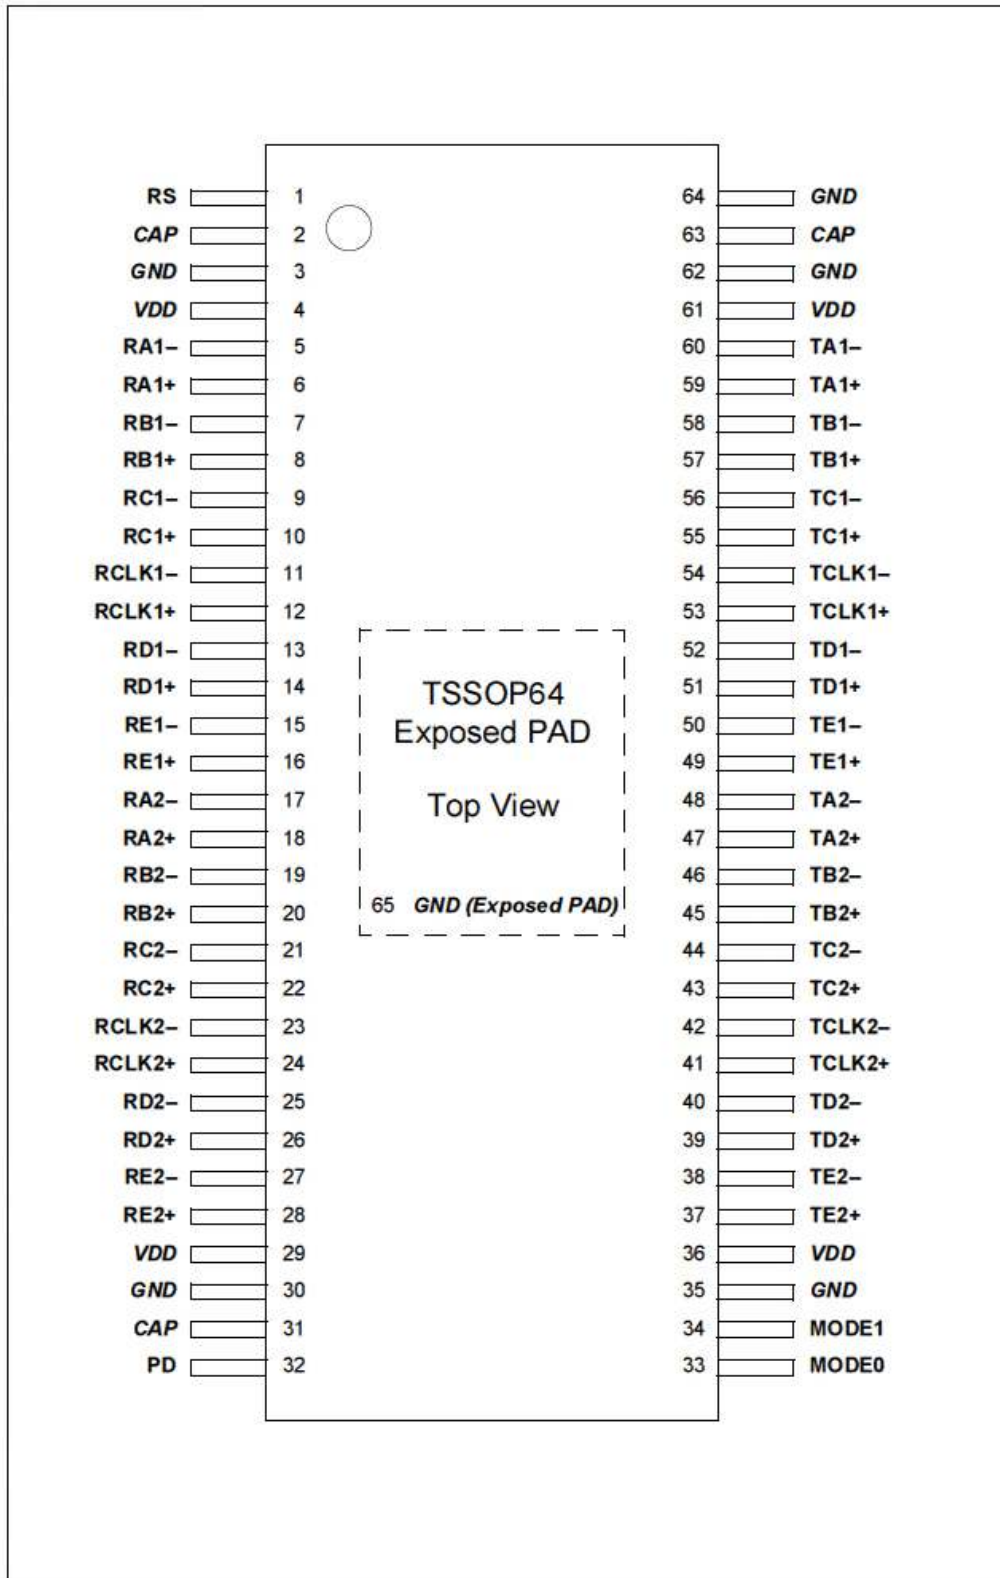 RS 1 64 GND
CAP 2 63 CAP
GND 3 62 GND
VDD 4 61 VDD
RA1– 5 60 TA1–
RA1+ 6 59 TA1+
RB1– 7 58 TB1–
RB1+ 8 57 TB1+
RC1– 9 56 TC1–
RC1+ 10 55 TC1+
RCLK1– 11 54 TCLK1–
RCLK1+ 12 53 TCLK1+
RD1– 13 52 TD1–
RD1+ 14 TSSOP64 51 TD1+
RE1– 15 Exposed PAD 50 TE1–
RE1+ 16 49 TE1+
RA2– 17 Top View 48 TA2–
RA2+ 18 47 TA2+
RB2– 19 46 TB2–
RB2+ 20 65 GND (Exposed PAD) 45 TB2+
RC2– 21 44 TC2–
RC2+ 22 43 TC2+
RCLK2– 23 42 TCLK2–
RCLK2+ 24 41 TCLK2+
RD2– 25 40 TD2–
RD2+ 26 39 TD2+
RE2– 27 38 TE2–
RE2+ 28 37 TE2+
VDD 29 36 VDD
GND 30 35 GND
CAP 31 34 MODE1
PD 32 33 MODE0